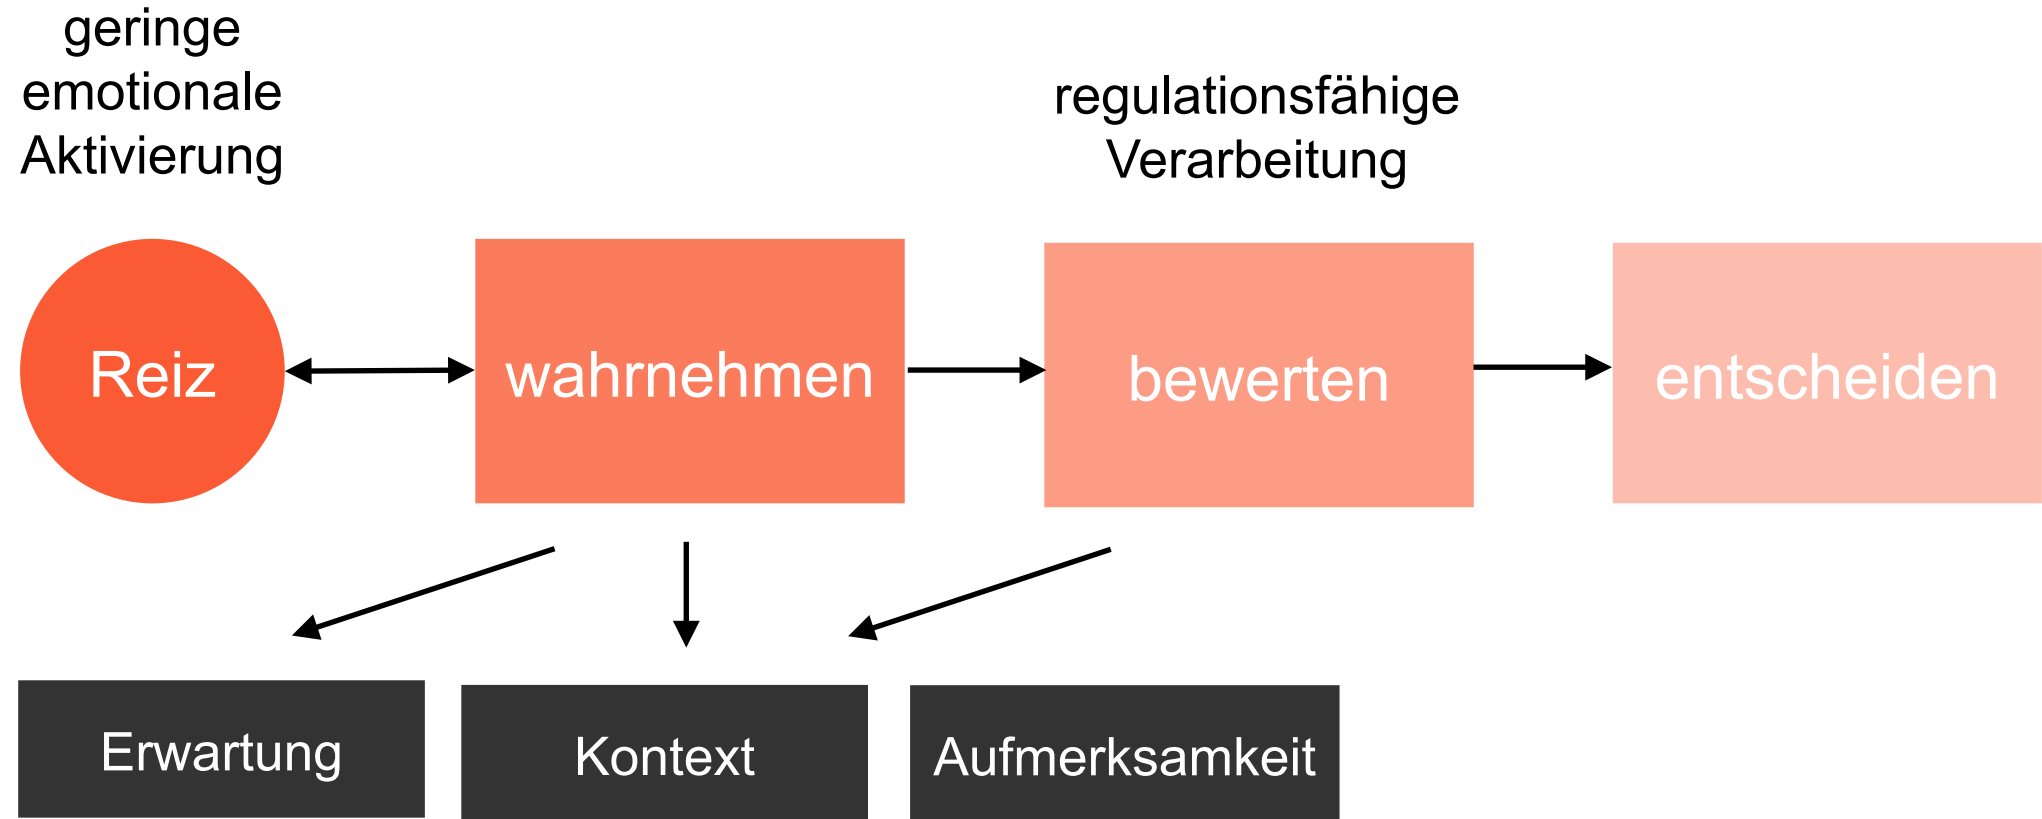 geringe
emotionale
Aktivierung
regulationsfähige
Verarbeitung
Reiz
wahrnehmen
bewerten
entscheiden
Erwartung
Kontext
Aufmerksamkeit